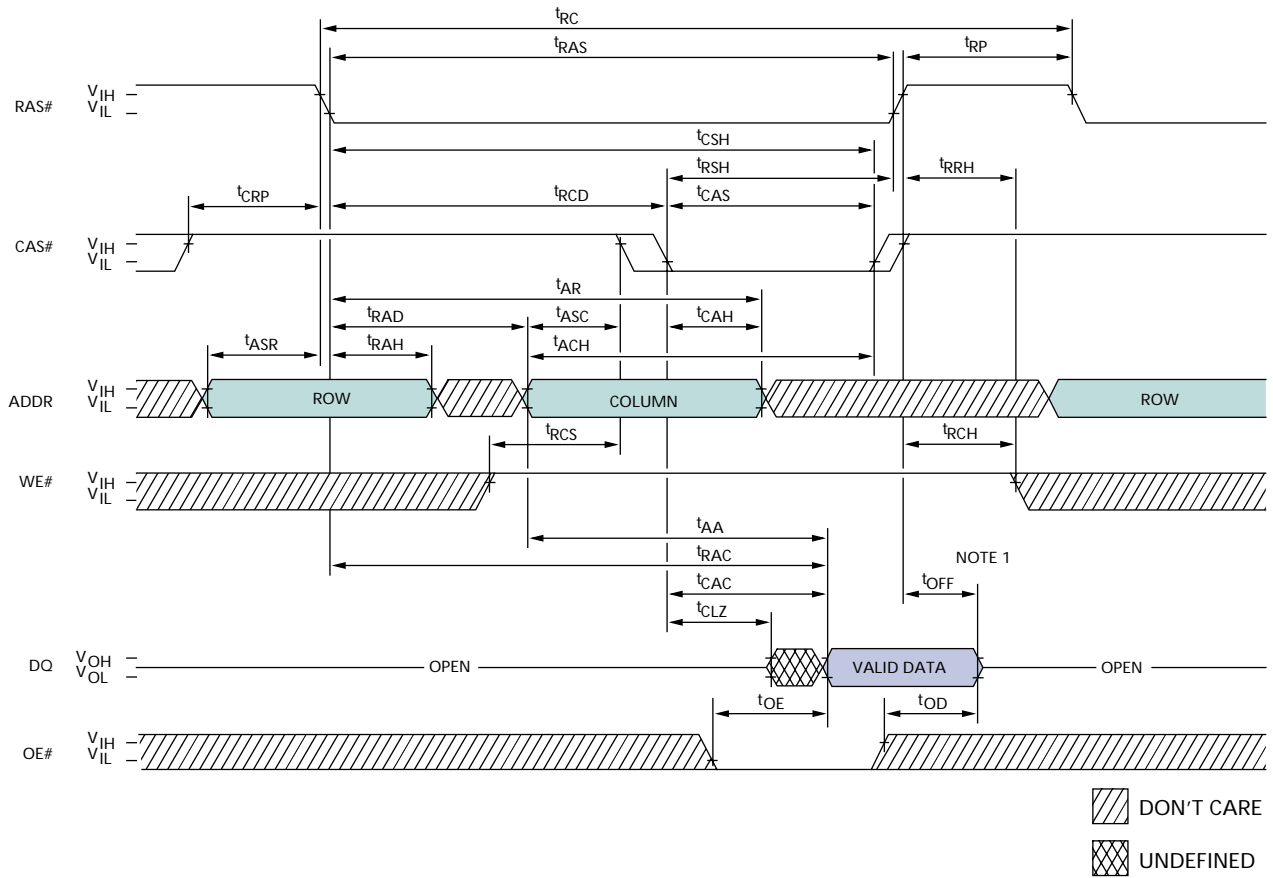 tRC
tRAS tRP
RAS# VIH
VIL
tCSH
tRSH tRRH
tCRP tRCD tCAS
CAS# VIH
VIL
tAR
tRAD tASC tCAH
tASR tRAH tACH
ADDR VIH
VIL
ROW COLUMN ROW
tRCS tRCH
WE# VIH
VIL
tAA
tRAC NOTE 1
tCAC tOFF
tCLZ
DQ VOH
VOL
OPEN VALID DATA OPEN
tOE tOD
OE# VIH
VIL
DON'T CARE
UNDEFINED